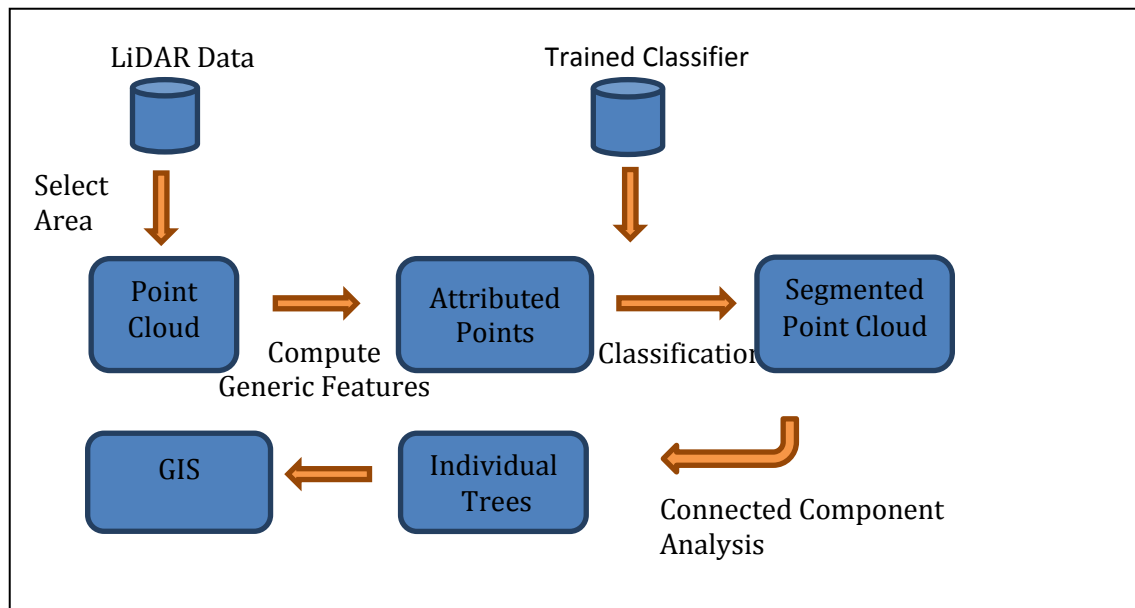 LiDAR Data
Trained Classifier
Select
Area
Point
Cloud
Compute
Generic Features
Attributed
Points
Classification
Segmented
Point Cloud
Connected Component
Analysis
Individual
Trees
GIS